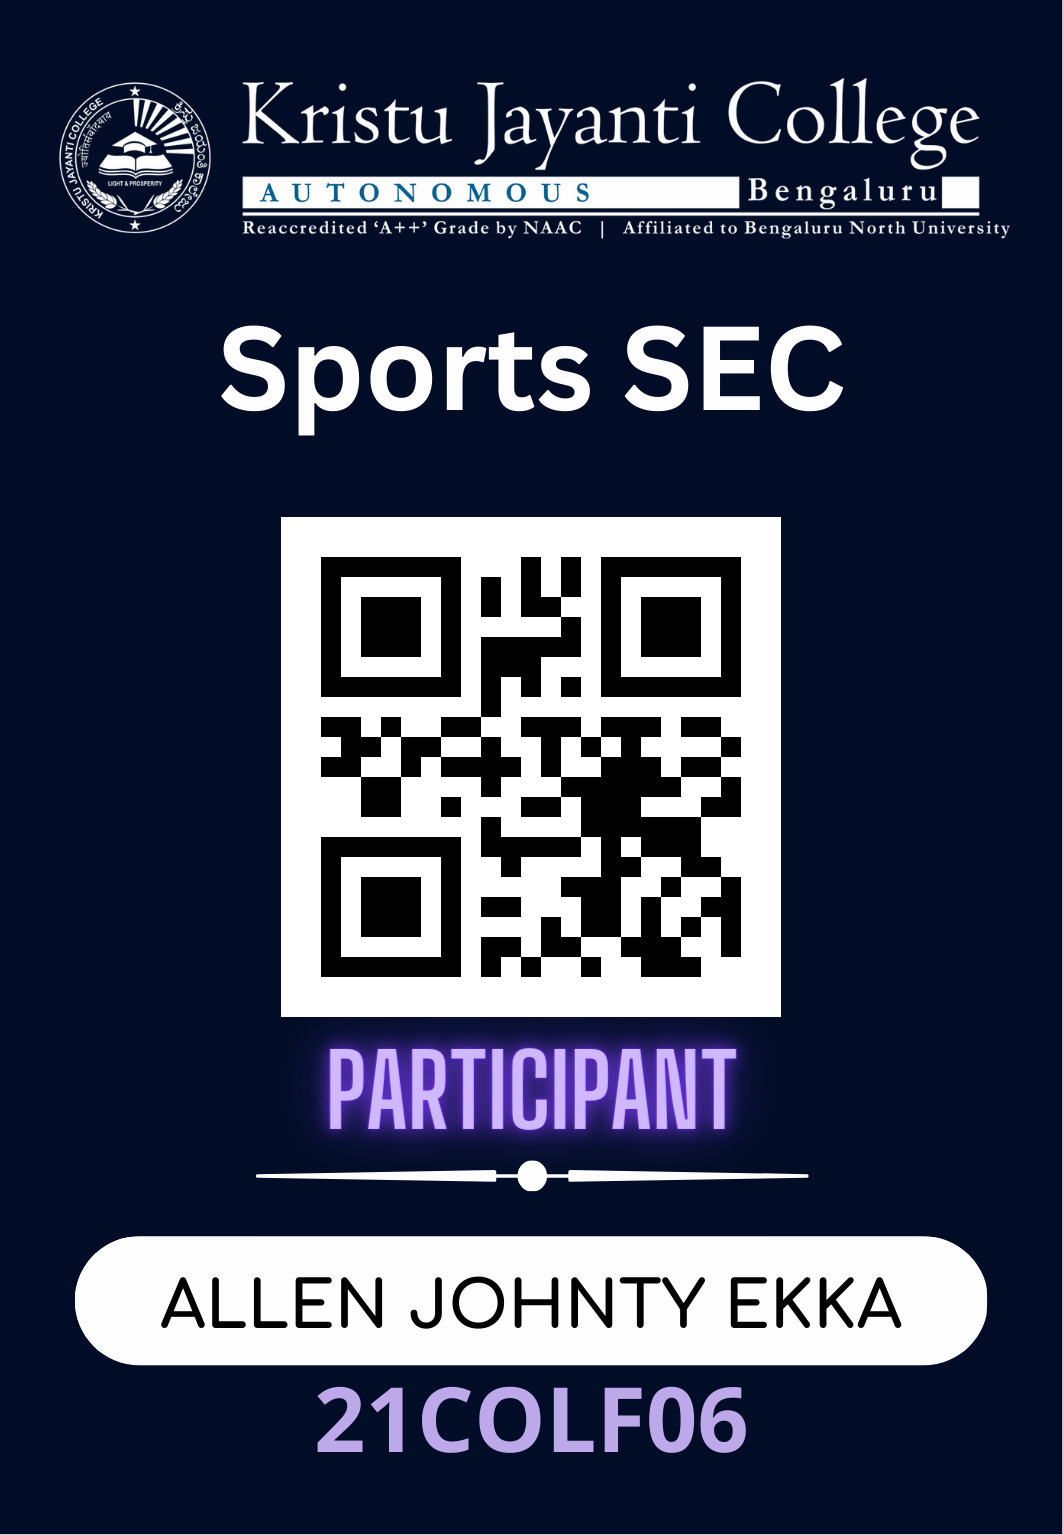 KRISTU JAYANTI COLLEGE
LIGHT & PROSPERITY
Kristu Jayanti College
AUTONOMOUS Bengaluru
Reaccredited ‘A++’ Grade by NAAC | Affiliated to Bengaluru North University
Sports SEC
PARTICIPANT
ALLEN JOHNTY EKKA
21COLF06